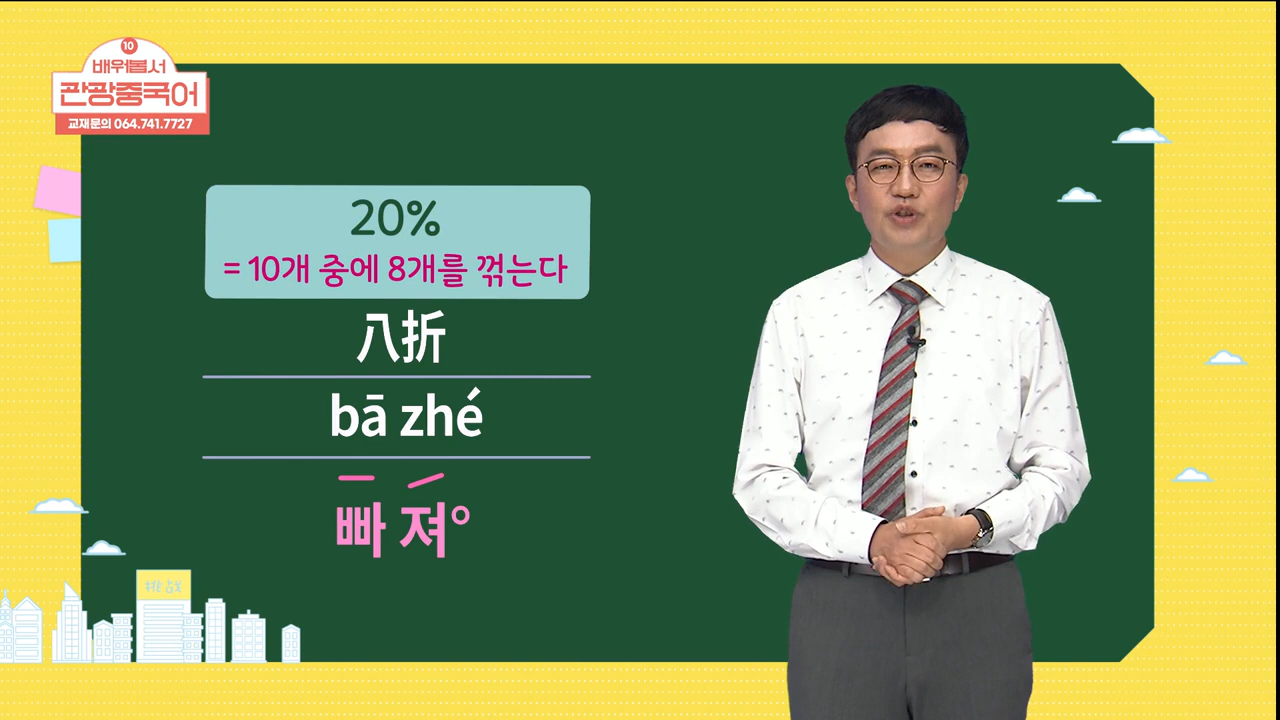 10
배워봅서
관광중국어
교재문의 064.741.7727
20%
= 10개 중에 8개를 꺾는다
八折
bā zhé
빠 져°